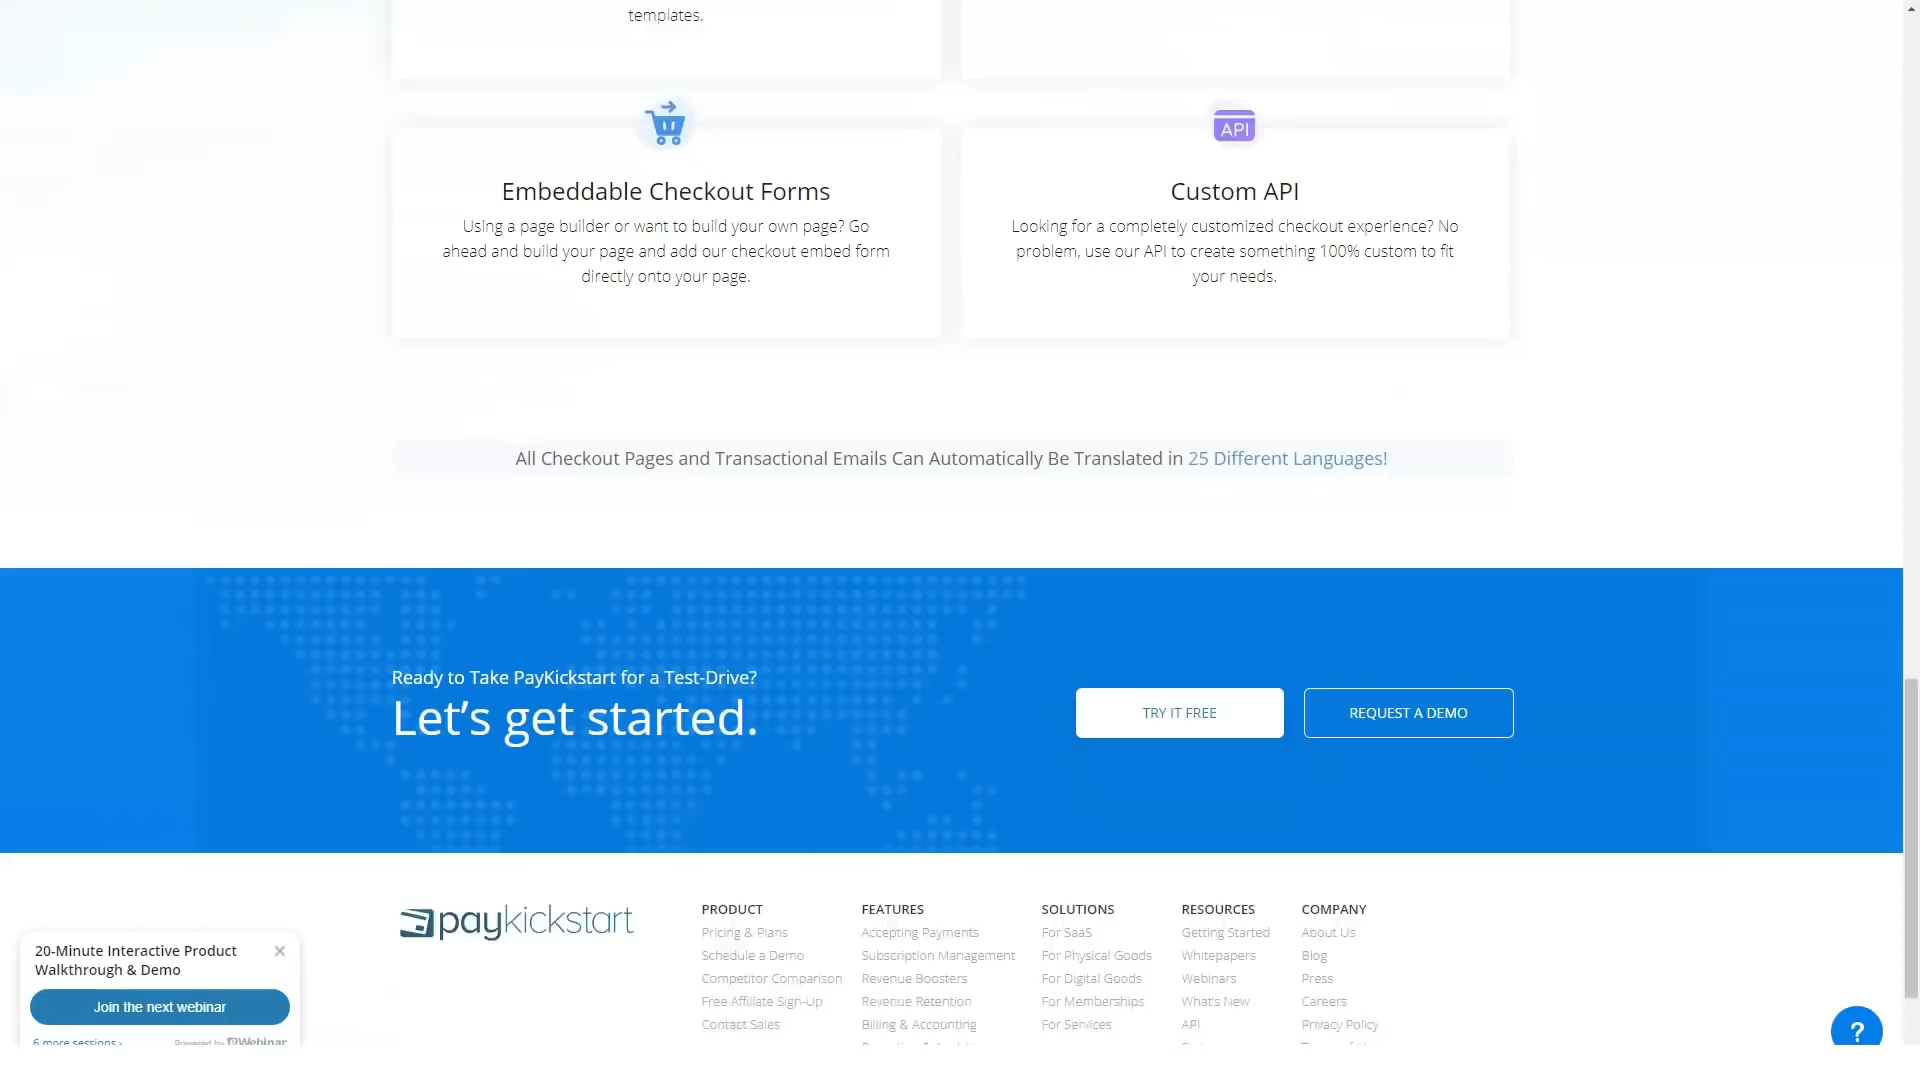 templates.
API
Embeddable Checkout Forms
Using a page builder or want to build your own page? Go
ahead and build your page and add our checkout embed form
directly onto your page.
Custom API
Looking for a completely customized checkout experience? No
problem, use our API to create something 100% custom to fit
your needs.
All Checkout Pages and Transactional Emails Can Automatically Be Translated in 25 Different Languages!
Ready to Take PayKickstart for a Test-Drive?
Let’s get started.
TRY IT FREE
REQUEST A DEMO
paykickstart
PRODUCT
Pricing & Plans
Schedule a Demo
Competitor Comparison
Free Affiliate Sign-Up
Contact Sales
FEATURES
Accepting Payments
Subscription Management
Revenue Boosters
Revenue Retention
Billing & Accounting
SOLUTIONS
For SaaS
For Physical Goods
For Digital Goods
For Memberships
For Services
RESOURCES
Getting Started
Whitepapers
Webinars
What's New
API
COMPANY
About Us
Blog
Press
Careers
Privacy Policy
20-Minute Interactive Product
Walkthrough & Demo
Join the next webinar
6 more sessions ›
Powered by eWebinar
?